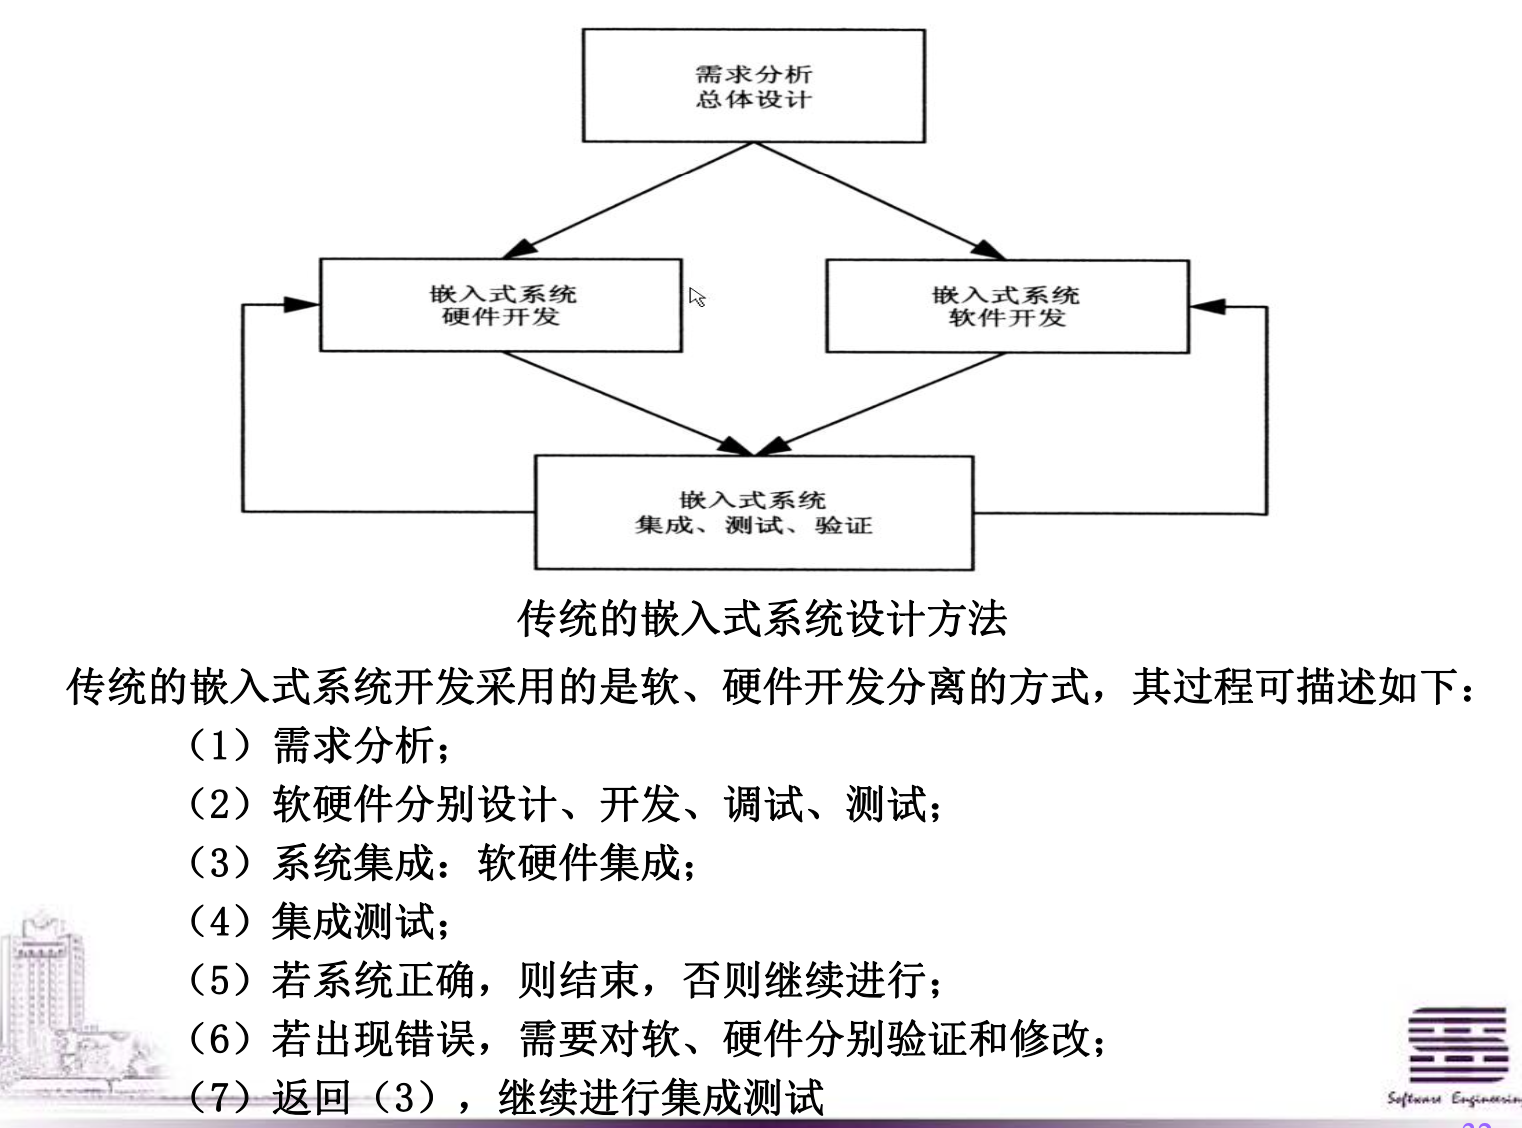 需求分析
总体设计
嵌入式系统
硬件开发
嵌入式系统
软件开发
嵌入式系统
集成、测试、验证
传统的嵌入式系统设计方法
传统的嵌入式系统开发采用的是软、硬件开发分离的方式，其过程可描述如下：
（1）需求分析；
（2）软硬件分别设计、开发、调试、测试；
（3）系统集成：软硬件集成；
（4）集成测试；
（5）若系统正确，则结束，否则继续进行；
（6）若出现错误，需要对软、硬件分别验证和修改；
（7）返回（3），继续进行集成测试
Software Engineering